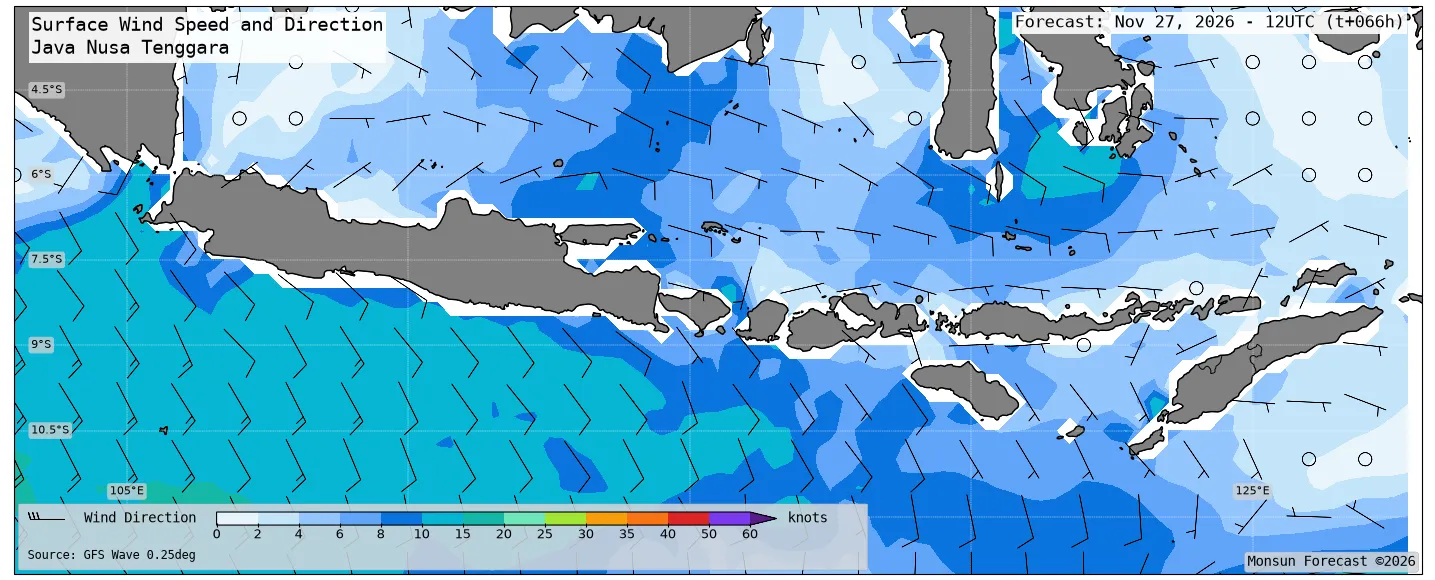 Surface Wind Speed and Direction
Java Nusa Tenggara
Forecast: Nov 27, 2026 - 12UTC (t+066h)
4.5°S
6°S
7.5°S
9°S
10.5°S
105°E
125°E
Wind Direction
0 2 4 6 8 10 15 20 25 30 35 40 50 60
knots
Source: GFS Wave 0.25deg
Monsun Forecast ©2026